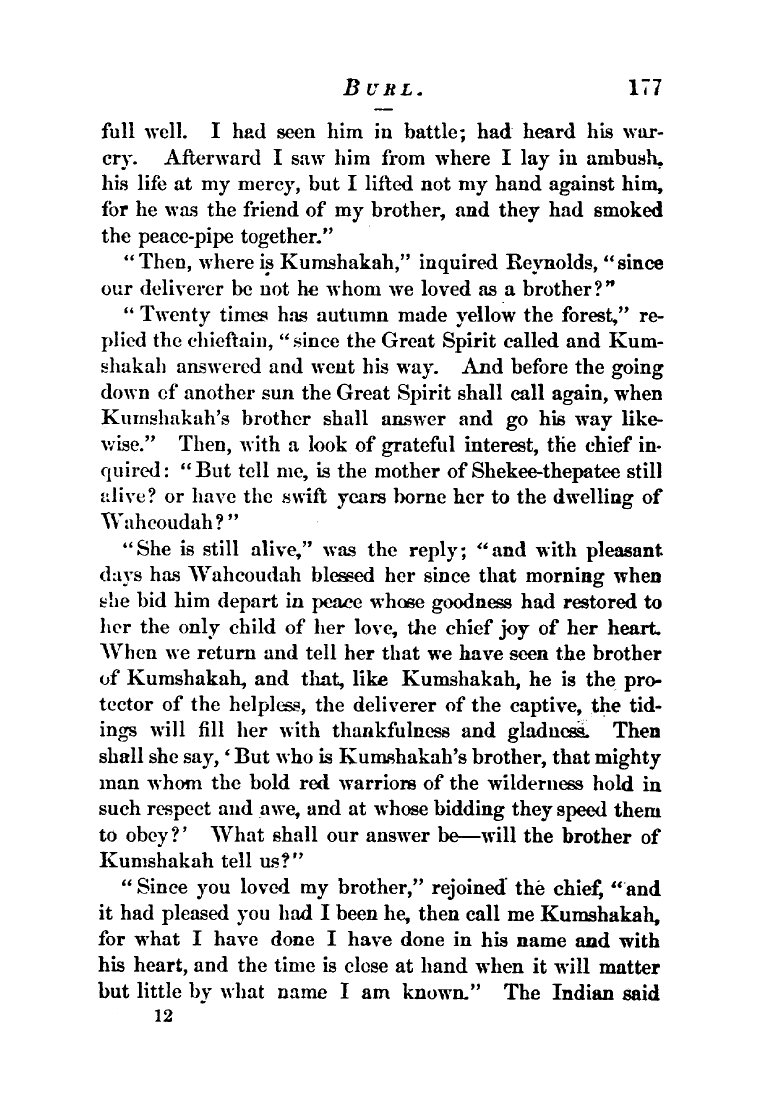 BURL. 177
full well. I had seen him in battle; had heard his war-
cry. Afterward I saw him from where I lay in ambush,
his life at my mercy, but I lifted not my hand against him,
for he was the friend of my brother, and they had smoked
the peace-pipe together."
"Then, where is Kumshakah," inquired Reynolds, "since
our deliverer be not he whom we loved as a brother?"
"Twenty times has autumn made yellow the forest," re-
plied the chieftain, "since the Great Spirit called and Kum-
shakah answered and went his way. And before the going
down of another sun the Great Spirit shall call again, when
Kumshakah's brother shall answer and go his way like-
wise." Then, with a look of grateful interest, the chief in-
quired: "But tell me, is the mother of Shekee-thepatee still
alive? or have the swift years borne her to the dwelling of
Wahcoudah?"
"She is still alive," was the reply; "and with pleasant
days has Wahcoudah blessed her since that morning when
she bid him depart in peace whose goodness had restored to
her the only child of her love, the chief joy of her heart.
When we return and tell her that we have seen the brother
of Kumshakah, and that, like Kumshakah, he is the pro-
tector of the helpless, the deliverer of the captive, the tid-
ings will fill her with thankfulness and gladness. Then
shall she say, 'But who is Kumshakah's brother, that mighty
man whom the bold red warriors of the wilderness hold in
such respect and awe, and at whose bidding they speed them
to obey?' What shall our answer be—will the brother of
Kumshakah tell us?"
"Since you loved my brother," rejoined the chief, "and
it had pleased you had I been he, then call me Kumshakah,
for what I have done I have done in his name and with
his heart, and the time is close at hand when it will matter
but little by what name I am known." The Indian said
12